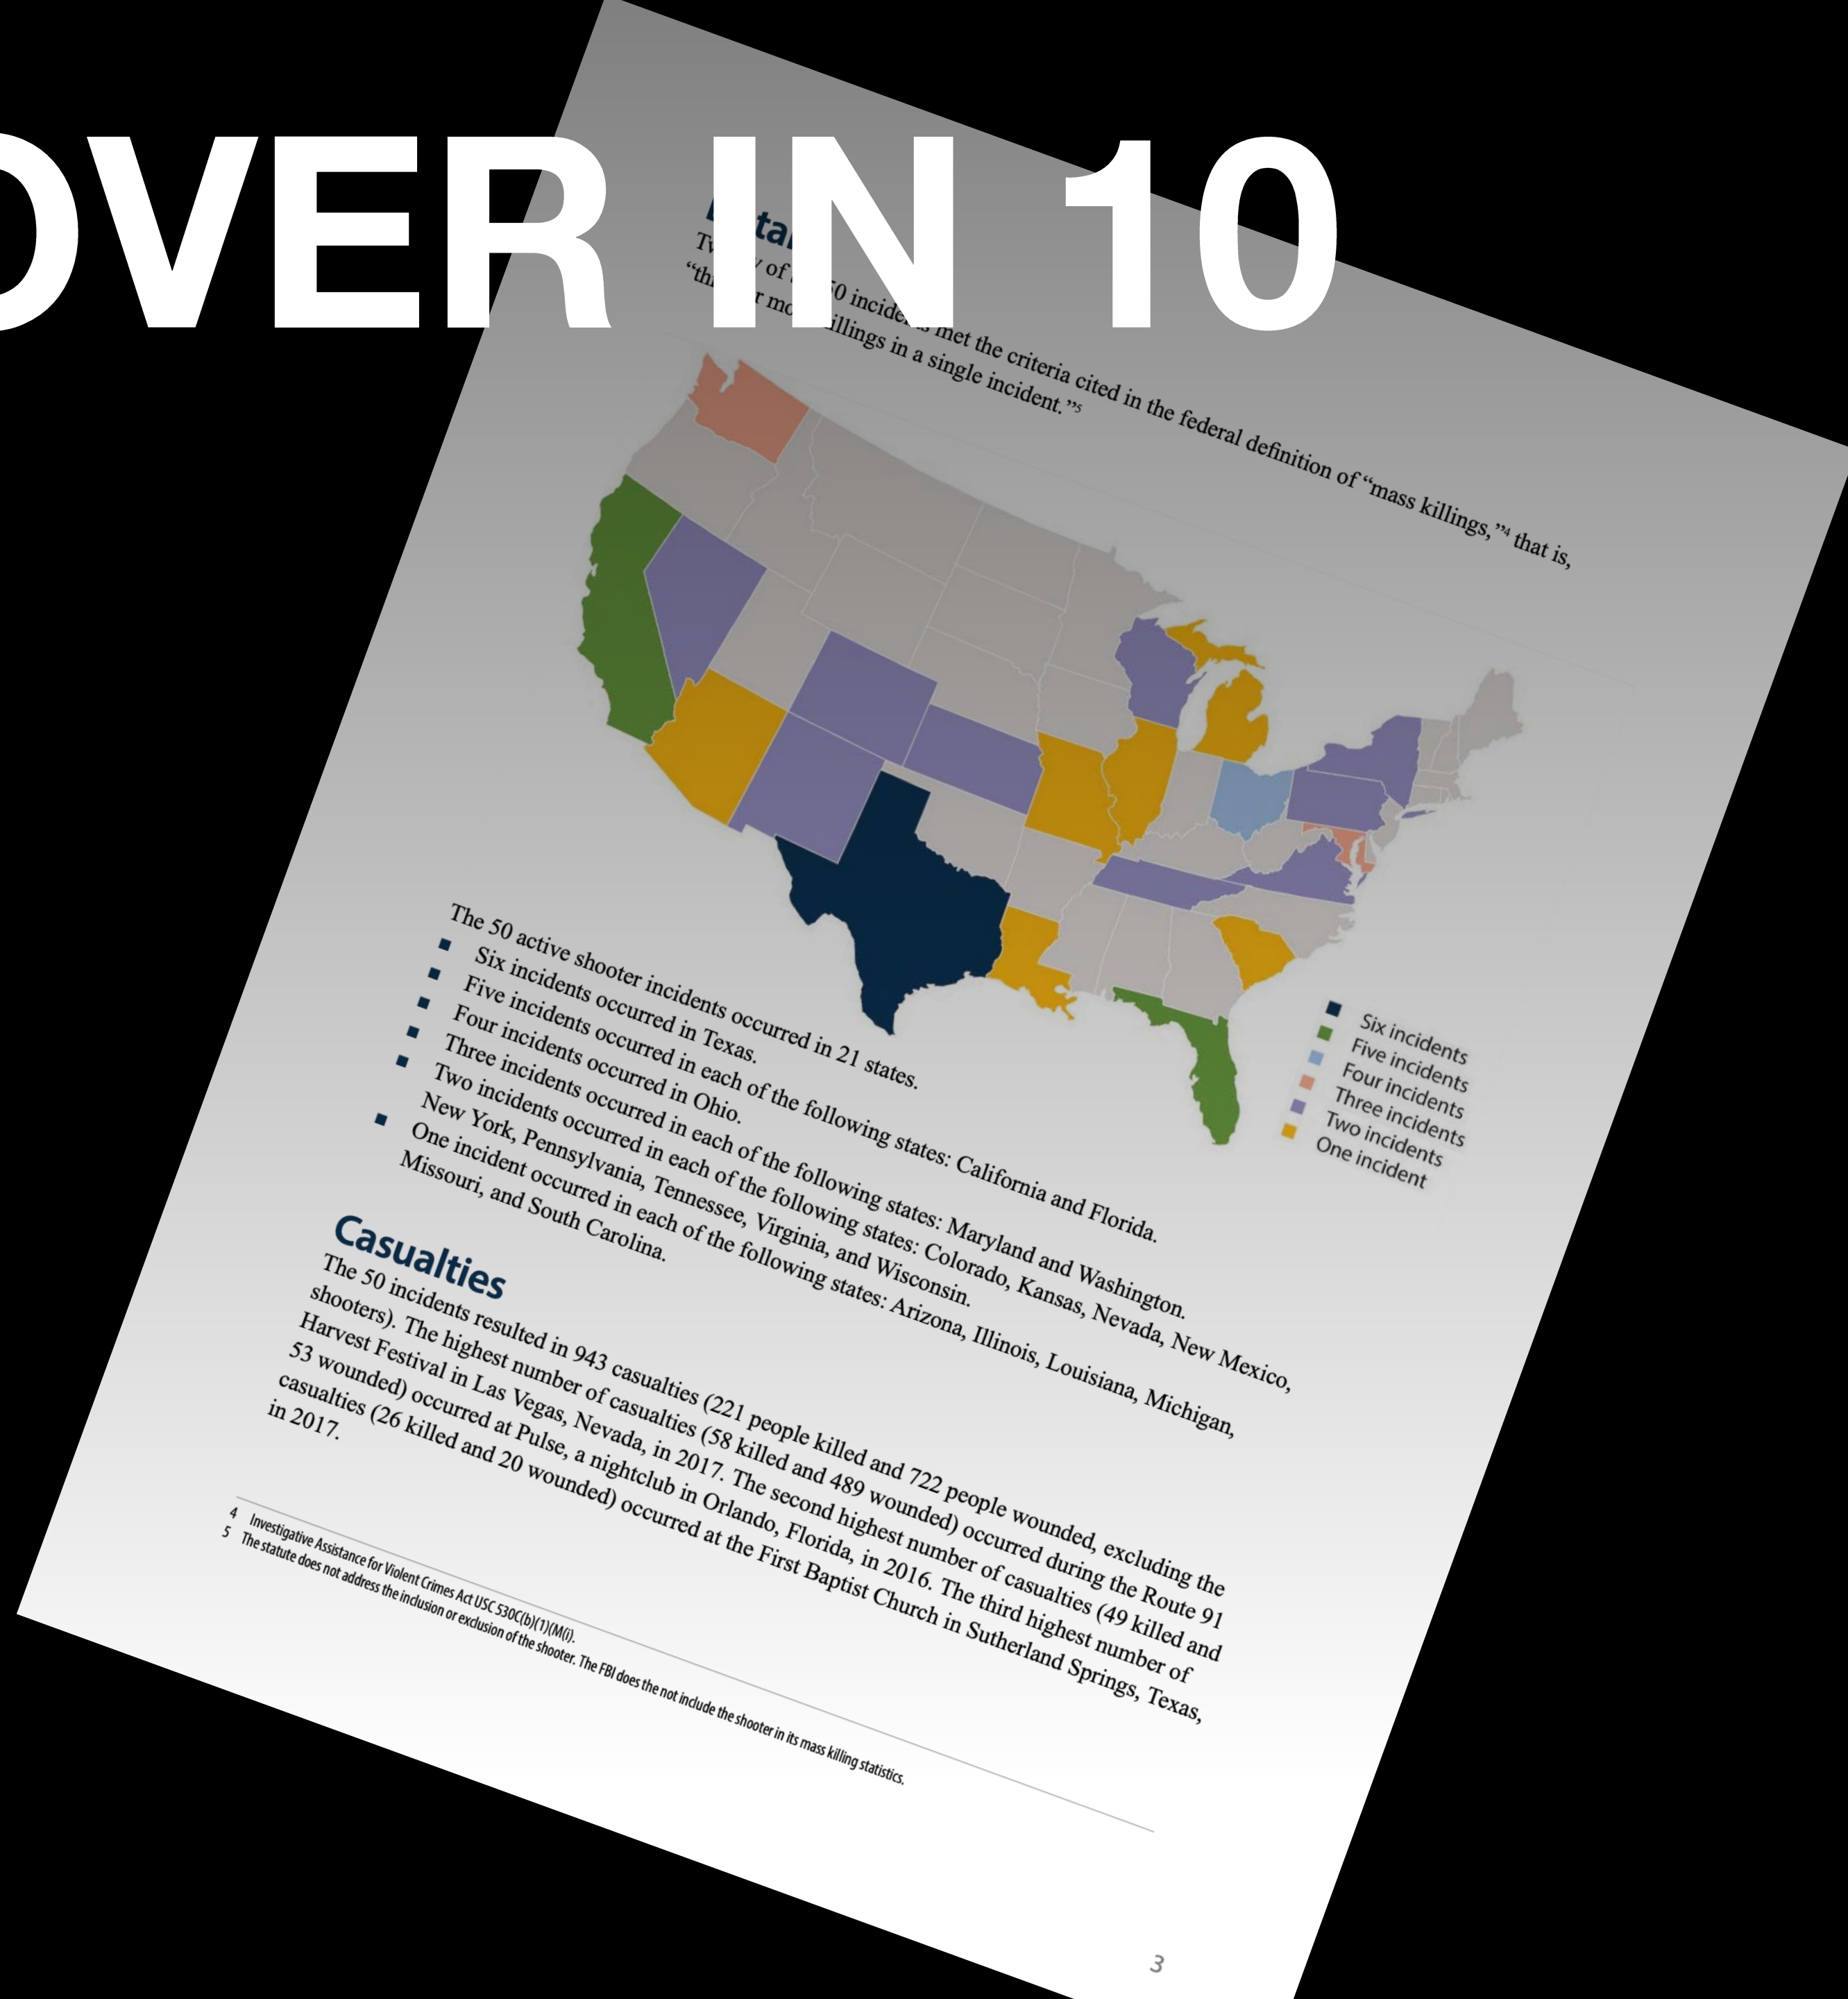 OVER IN 10
of 50 incidents met the criteria cited in the federal definition of “mass killings,”4 that is,
killings in a single incident.”5
The 50 active shooter incidents occurred in 21 states.
▪ Six incidents occurred in Texas.
▪ Five incidents occurred in each of the following states: California and Florida.
▪ Four incidents occurred in Ohio.
▪ Three incidents occurred in each of the following states: Maryland and Washington.
▪ Two incidents occurred in each of the following states: Colorado, Kansas, Nevada, New Mexico,
New York, Pennsylvania, Tennessee, Virginia, and Wisconsin.
▪ One incident occurred in each of the following states: Arizona, Illinois, Louisiana, Michigan,
Missouri, and South Carolina.
Six incidents
Five incidents
Four incidents
Three incidents
Two incidents
One incident
Casualties
The 50 incidents resulted in 943 casualties (221 people killed and 722 people wounded, excluding the
shooters). The highest number of casualties (58 killed and 489 wounded) occurred during the Route 91
Harvest Festival in Las Vegas, Nevada, in 2017. The second highest number of casualties (49 killed and
53 wounded) occurred at Pulse, a nightclub in Orlando, Florida, in 2016. The third highest number of
casualties (26 killed and 20 wounded) occurred at the First Baptist Church in Sutherland Springs, Texas,
in 2017.
4 Investigative Assistance for Violent Crimes Act USC 530C(b)(1)(M(i).
5 The statute does not address the inclusion or exclusion of the shooter. The FBI does the not include the shooter in its mass killing statistics.
3